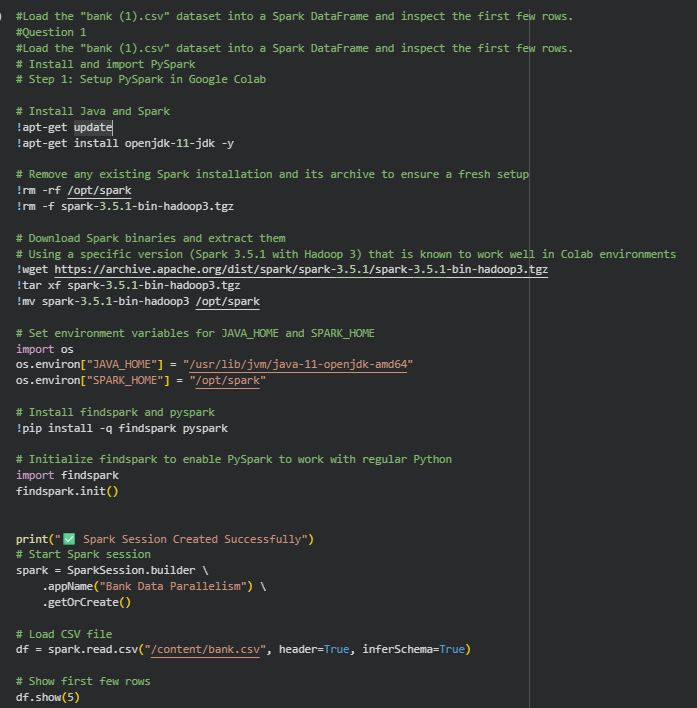 #Load the "bank (1).csv" dataset into a Spark DataFrame and inspect the first few rows.
#Question 1
#Load the "bank (1).csv" dataset into a Spark DataFrame and inspect the first few rows.
# Install and import PySpark
# Step 1: Setup PySpark in Google Colab

# Install Java and Spark
!apt-get update
!apt-get install openjdk-11-jdk -y

# Remove any existing Spark installation and its archive to ensure a fresh setup
!rm -rf /opt/spark
!rm -f spark-3.5.1-bin-hadoop3.tgz

# Download Spark binaries and extract them
# Using a specific version (Spark 3.5.1 with Hadoop 3) that is known to work well in Colab environments
!wget https://archive.apache.org/dist/spark/spark-3.5.1/spark-3.5.1-bin-hadoop3.tgz
!tar xf spark-3.5.1-bin-hadoop3.tgz
!mv spark-3.5.1-bin-hadoop3 /opt/spark

# Set environment variables for JAVA_HOME and SPARK_HOME
import os
os.environ["JAVA_HOME"] = "/usr/lib/jvm/java-11-openjdk-amd64"
os.environ["SPARK_HOME"] = "/opt/spark"

# Install findspark and pyspark
!pip install -q findspark pyspark

# Initialize findspark to enable PySpark to work with regular Python
import findspark
findspark.init()

print("✅ Spark Session Created Successfully")
# Start Spark session
spark = SparkSession.builder \
    .appName("Bank Data Parallelism") \
    .getOrCreate()

# Load CSV file
df = spark.read.csv("/content/bank.csv", header=True, inferSchema=True)

# Show first few rows
df.show(5)